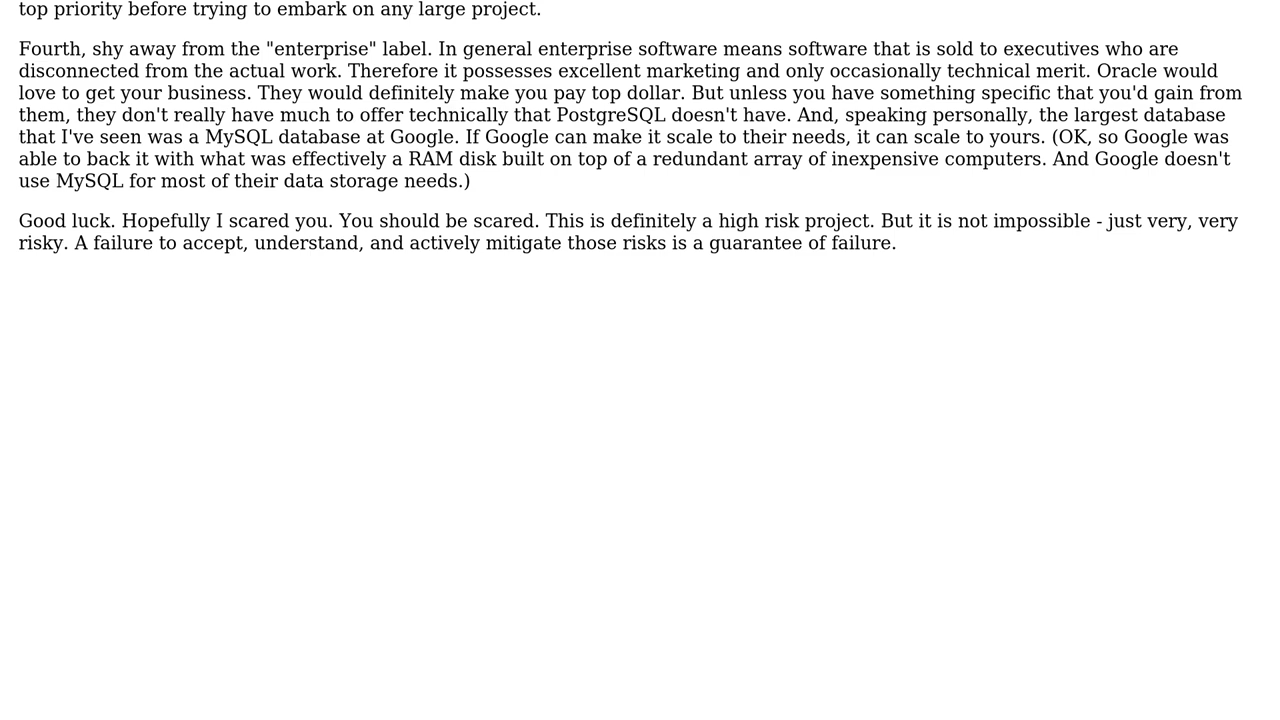 top priority before trying to embark on any large project.
Fourth, shy away from the "enterprise" label. In general enterprise software means software that is sold to executives who are
disconnected from the actual work. Therefore it possesses excellent marketing and only occasionally technical merit. Oracle would
love to get your business. They would definitely make you pay top dollar. But unless you have something specific that you'd gain from
them, they don't really have much to offer technically that PostgreSQL doesn't have. And, speaking personally, the largest database
that I've seen was a MySQL database at Google. If Google can make it scale to their needs, it can scale to yours. (OK, so Google was
able to back it with what was effectively a RAM disk built on top of a redundant array of inexpensive computers. And Google doesn't
use MySQL for most of their data storage needs.)
Good luck. Hopefully I scared you. You should be scared. This is definitely a high risk project. But it is not impossible - just very, very
risky. A failure to accept, understand, and actively mitigate those risks is a guarantee of failure.